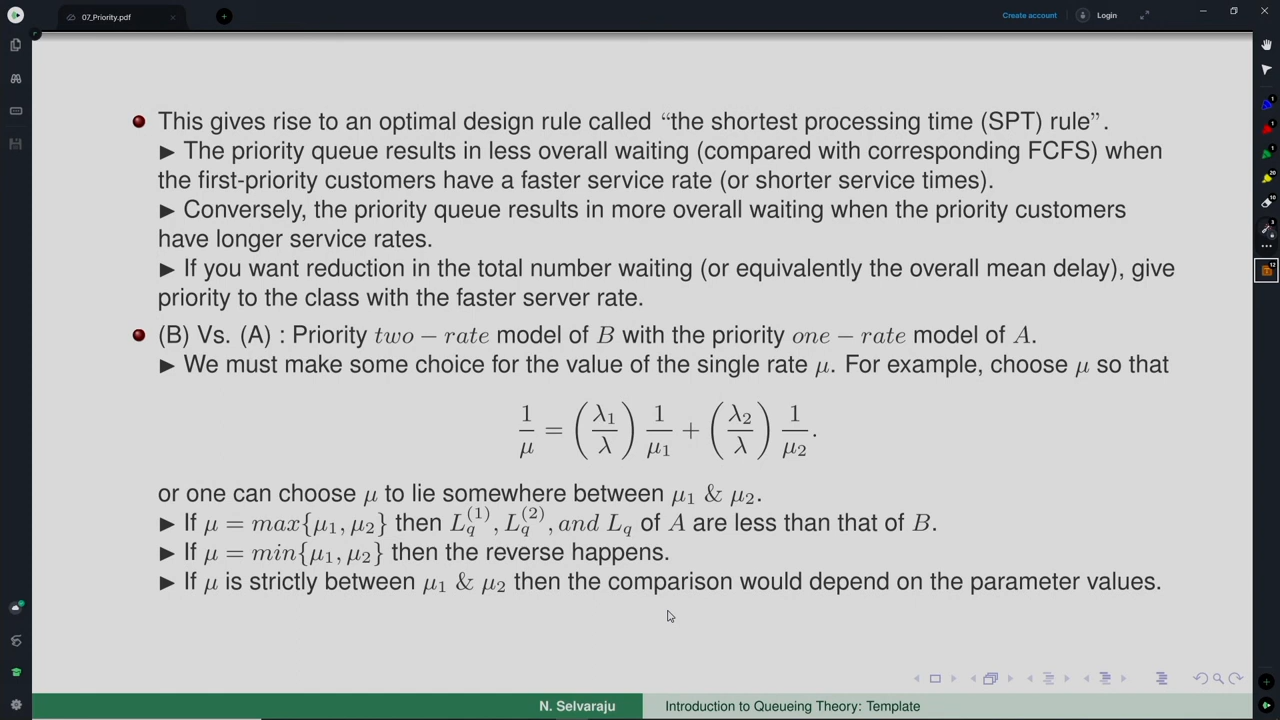 07_Priority.pdf
Create account
Login
This gives rise to an optimal design rule called “the shortest processing time (SPT) rule”.
▶ The priority queue results in less overall waiting (compared with corresponding FCFS) when
the first-priority customers have a faster service rate (or shorter service times).
▶ Conversely, the priority queue results in more overall waiting when the priority customers
have longer service rates.
▶ If you want reduction in the total number waiting (or equivalently the overall mean delay), give
priority to the class with the faster server rate.
(B) Vs. (A) : Priority two − rate model of B with the priority one − rate model of A.
▶ We must make some choice for the value of the single rate μ. For example, choose μ so that
1/μ = (λ₁/λ) 1/μ₁ + (λ₂/λ) 1/μ₂.
or one can choose μ to lie somewhere between μ₁ & μ₂.
▶ If μ = max{μ₁, μ₂} then L_q^(1), L_q^(2), and L_q of A are less than that of B.
▶ If μ = min{μ₁, μ₂} then the reverse happens.
▶ If μ is strictly between μ₁ & μ₂ then the comparison would depend on the parameter values.
N. Selvaraju
Introduction to Queueing Theory: Template